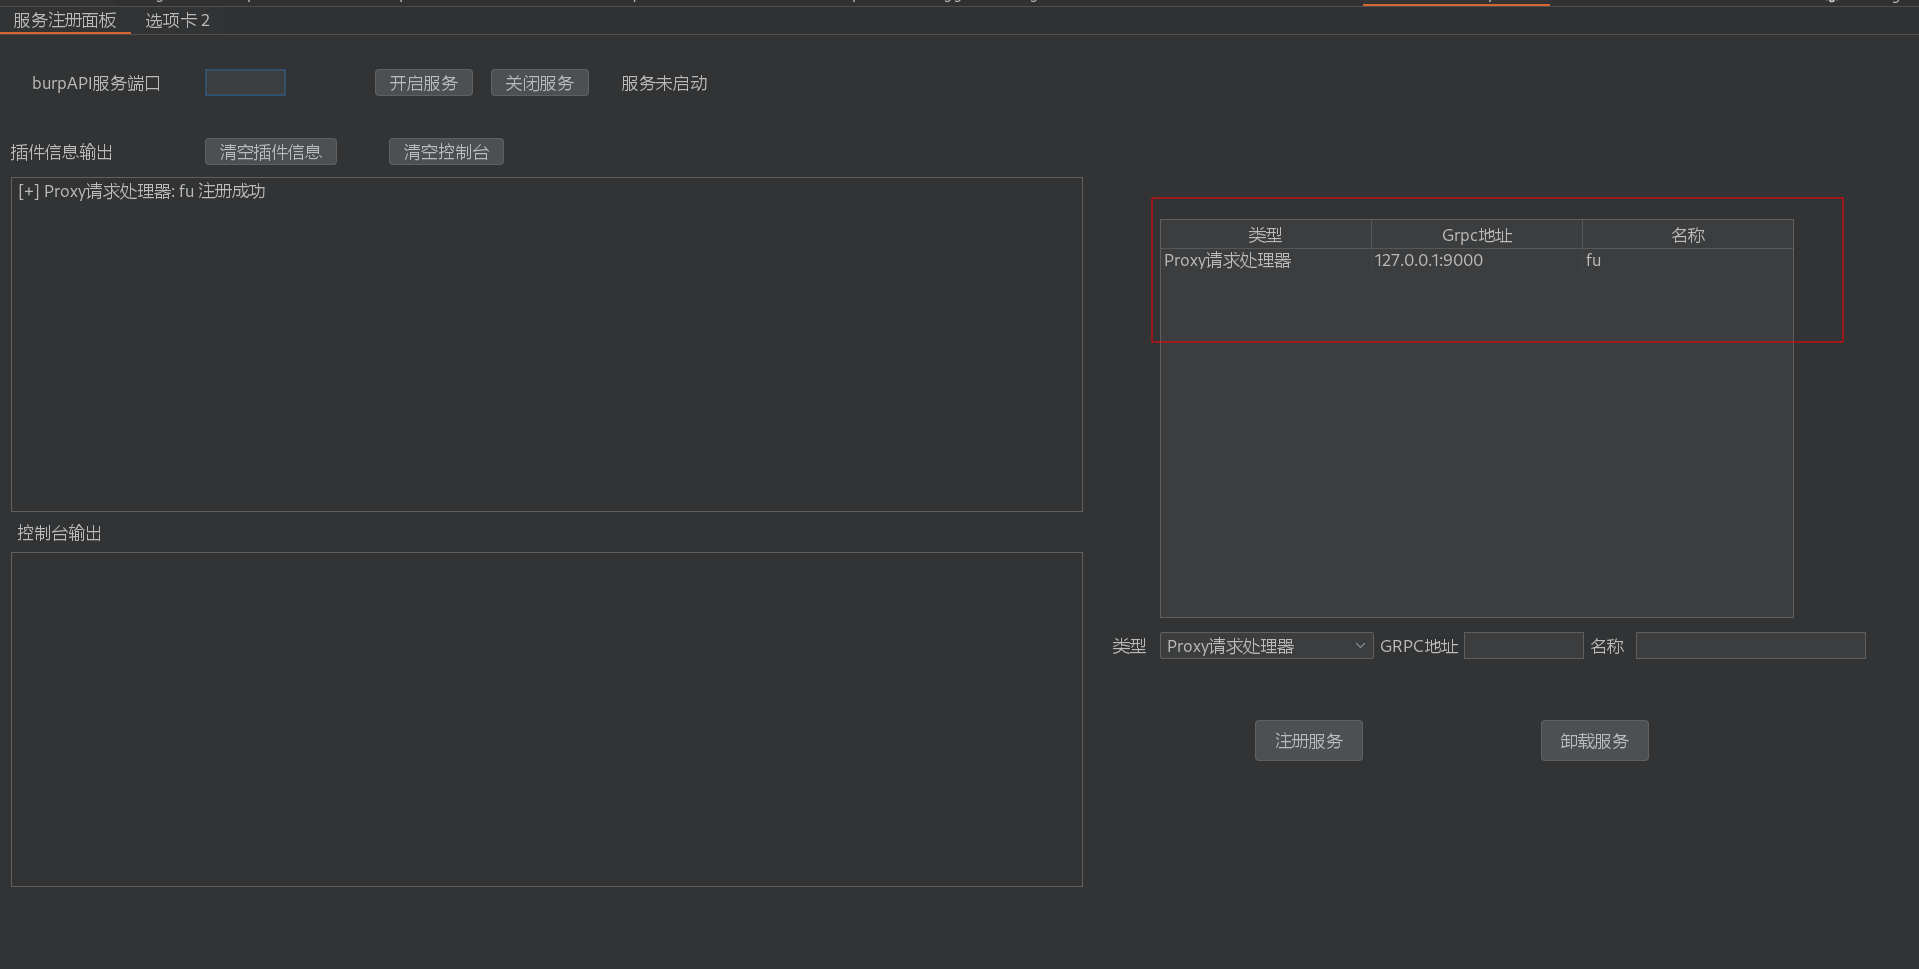 服务注册面板 选项卡 2
burpAPI服务端口 开启服务 关闭服务 服务未启动
插件信息输出 清空插件信息 清空控制台
[+] Proxy请求处理器: fu 注册成功
类型 Grpc地址 名称
Proxy请求处理器 127.0.0.1:9000 fu
控制台输出
类型 Proxy请求处理器 GRPC地址 名称
注册服务 卸载服务